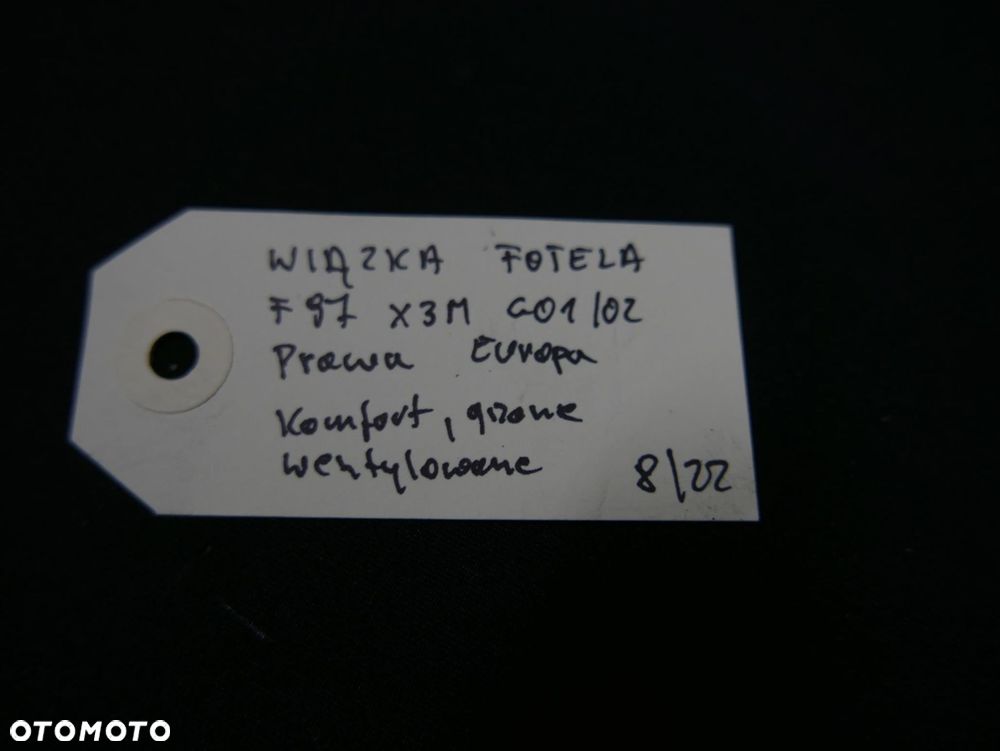 WIĄZKA FOTELA
F97 X3M G01/02
Prawa Europa
Komfort, grzane
wentylowane 8/22
OTOMOTO